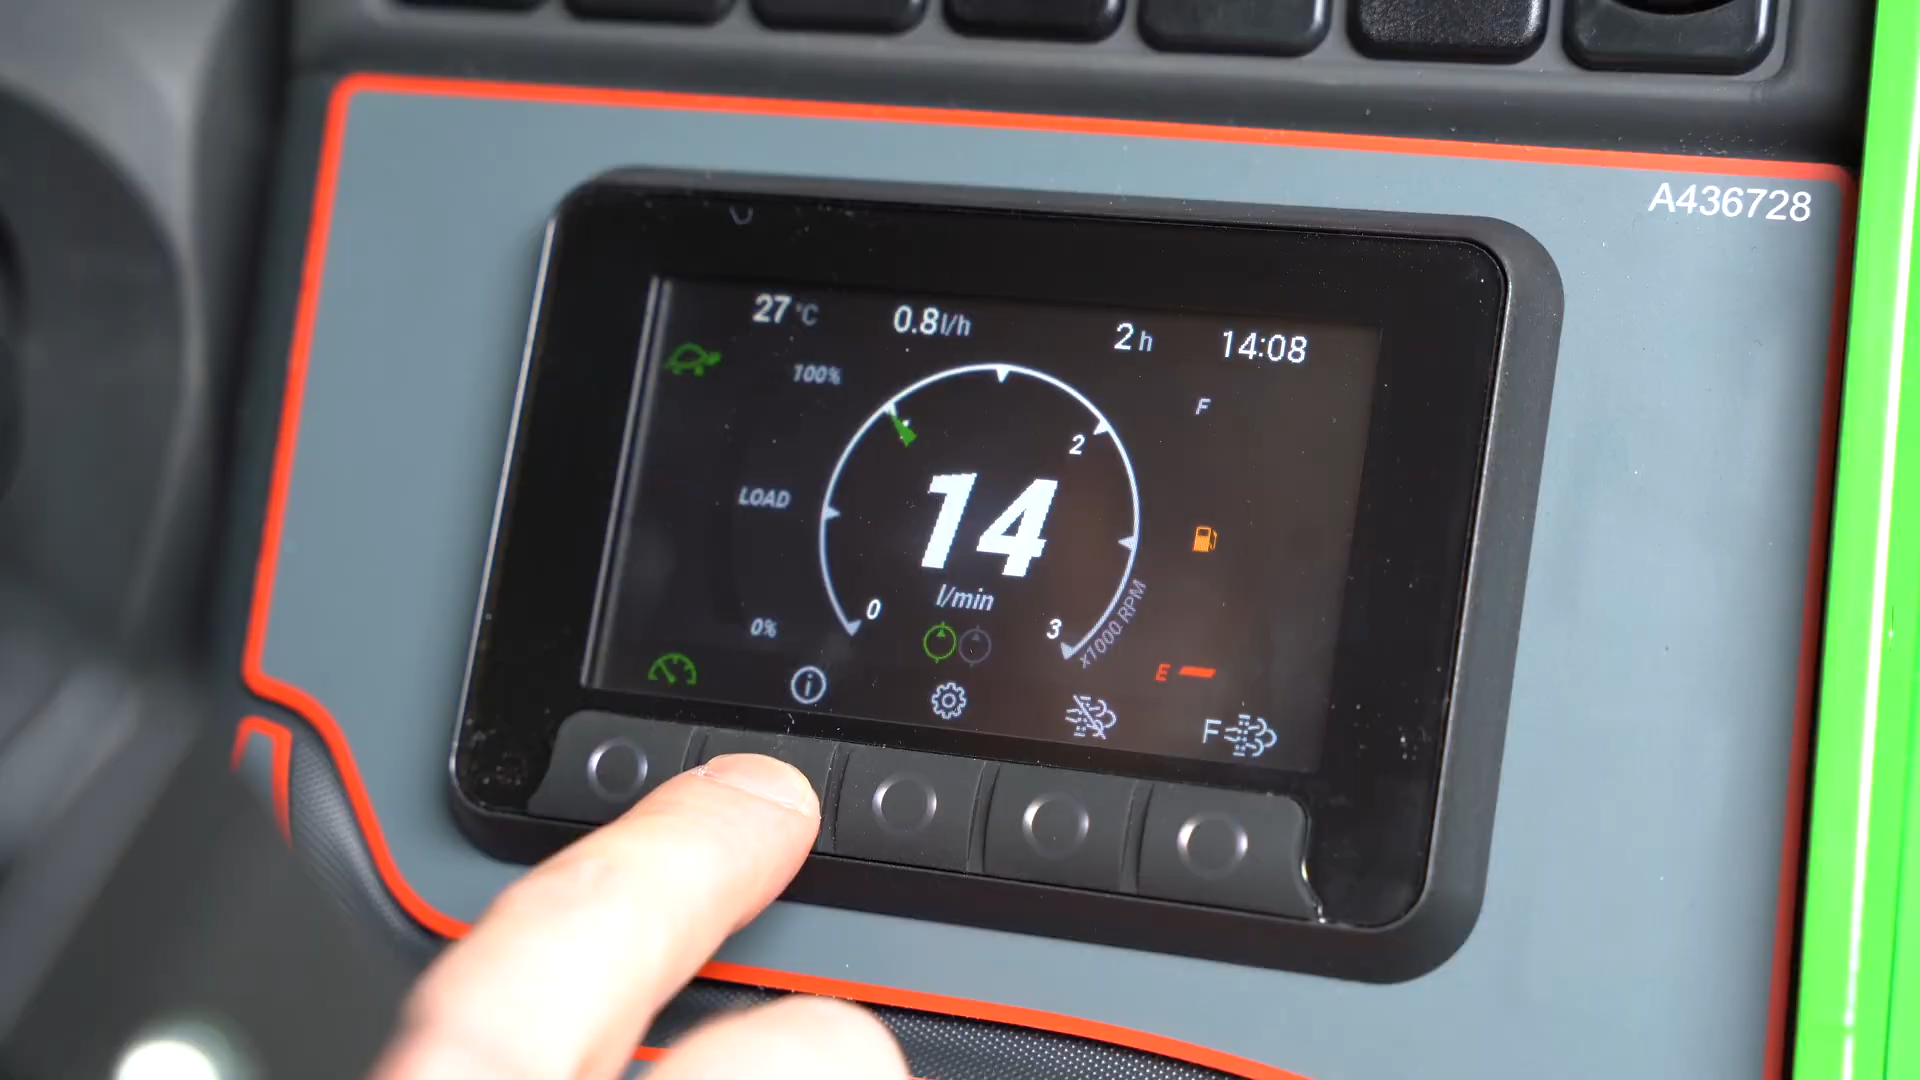 A436728
27 °C 0.8 l/h 2 h 14:08
100%
F
2
LOAD
14
l/min
0
3
x1000 RPM
0%
E
i
F